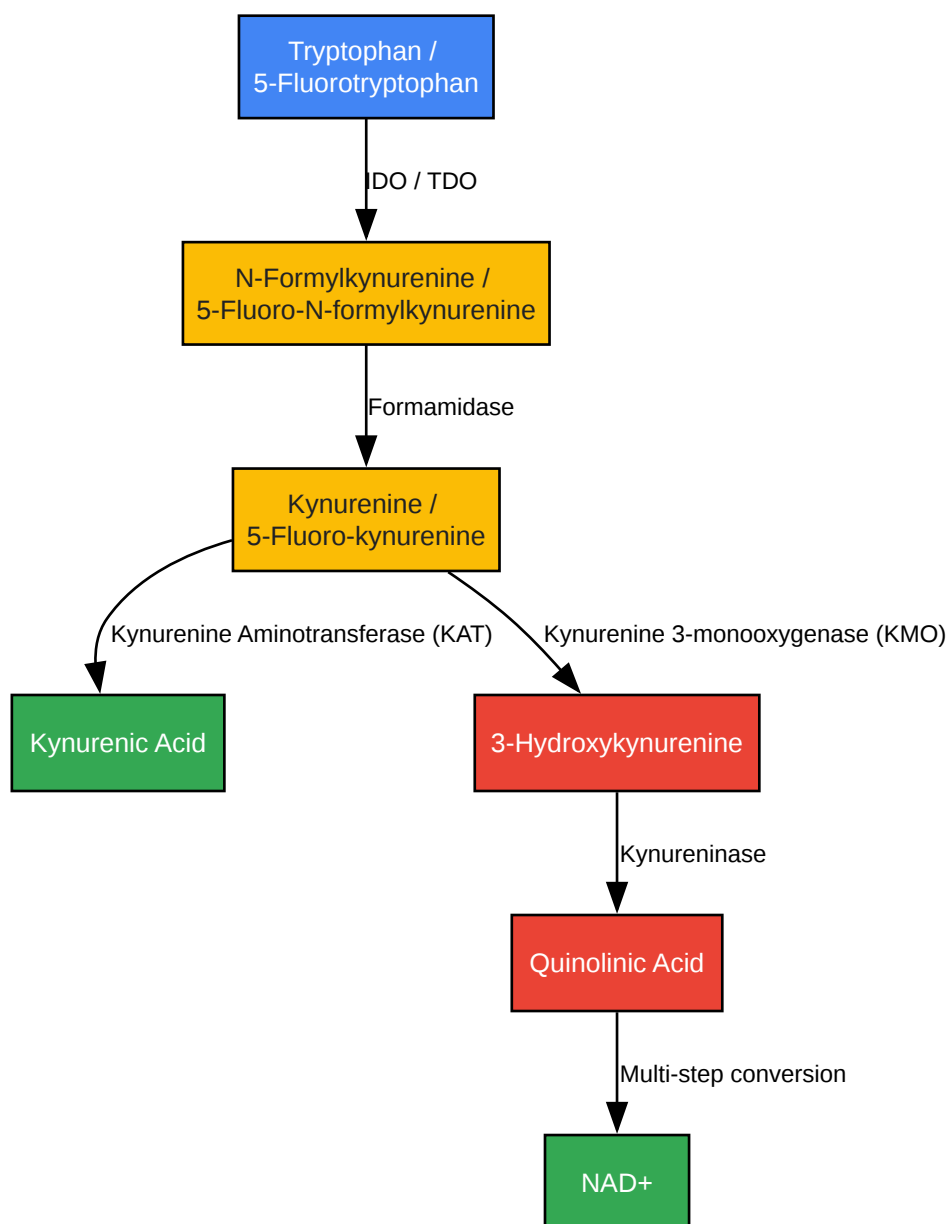 Tryptophan /
5-Fluorotryptophan
IDO / TDO
N-Formylkynurenine /
5-Fluoro-N-formylkynurenine
Formamidase
Kynurenine /
5-Fluoro-kynurenine
Kynurenine Aminotransferase (KAT)
Kynurenine 3-monooxygenase (KMO)
Kynurenic Acid
3-Hydroxykynurenine
Kynureninase
Quinolinic Acid
Multi-step conversion
NAD+